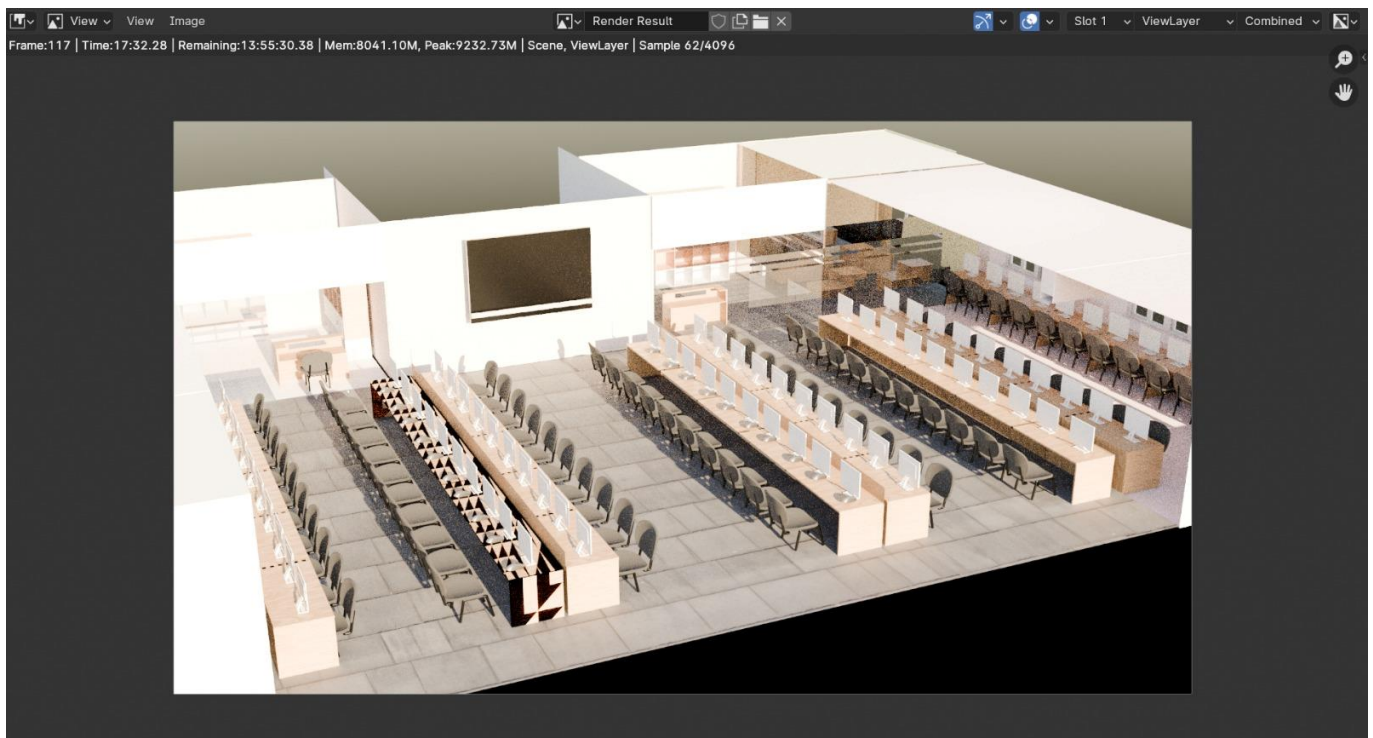 View View Image Render Result Slot 1 ViewLayer Combined
Frame:117 | Time:17:32.28 | Remaining:13:55:30.38 | Mem:8041.10M, Peak:9232.73M | Scene, ViewLayer | Sample 62/4096